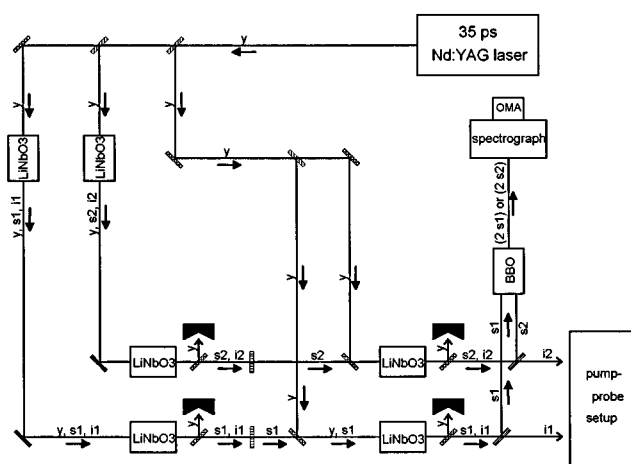 35 ps
Nd:YAG laser
y
y
y
y
OMA
spectrograph
LiNbO3
LiNbO3
y
(2 s1) or (2 s2)
y, s1, i1
y, s2, i2
BBO
y
y
s1
s2
y
y
LiNbO3
s2, i2
s2
LiNbO3
s2, i2
i2
pump-
probe
setup
y
y
y
s1
y, s1, i1
LiNbO3
s1, i1
s1
y, s1
LiNbO3
s1, i1
i1